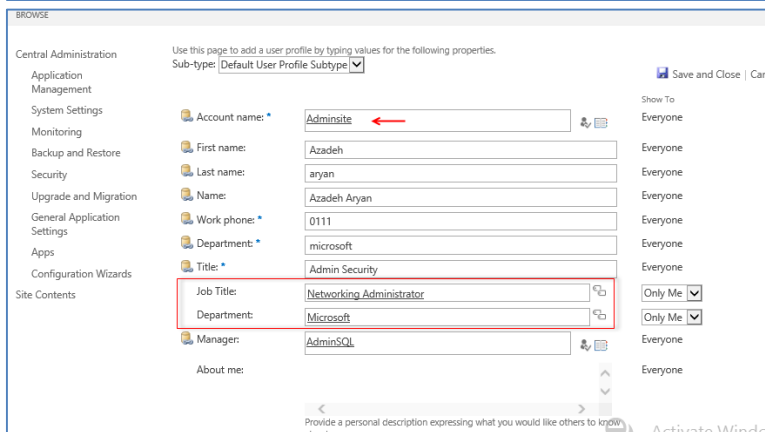 BROWSE
Central Administration
Application
Management
System Settings
Monitoring
Backup and Restore
Security
Upgrade and Migration
General Application
Settings
Apps
Configuration Wizards
Site Contents
Use this page to add a user profile by typing values for the following properties.
Sub-type: Default User Profile Subtype
Save and Close | Can
Show To
Account name: * Adminsite Everyone
First name: Azadeh Everyone
Last name: aryan Everyone
Name: Azadeh Aryan Everyone
Work phone: * 0111 Everyone
Department: * microsoft Everyone
Title: * Admin Security Everyone
Job Title: Networking Administrator Only Me
Department: Microsoft Only Me
Manager: AdminSQL Everyone
About me: Everyone
Provide a personal description expressing what you would like others to know
Activate Windo